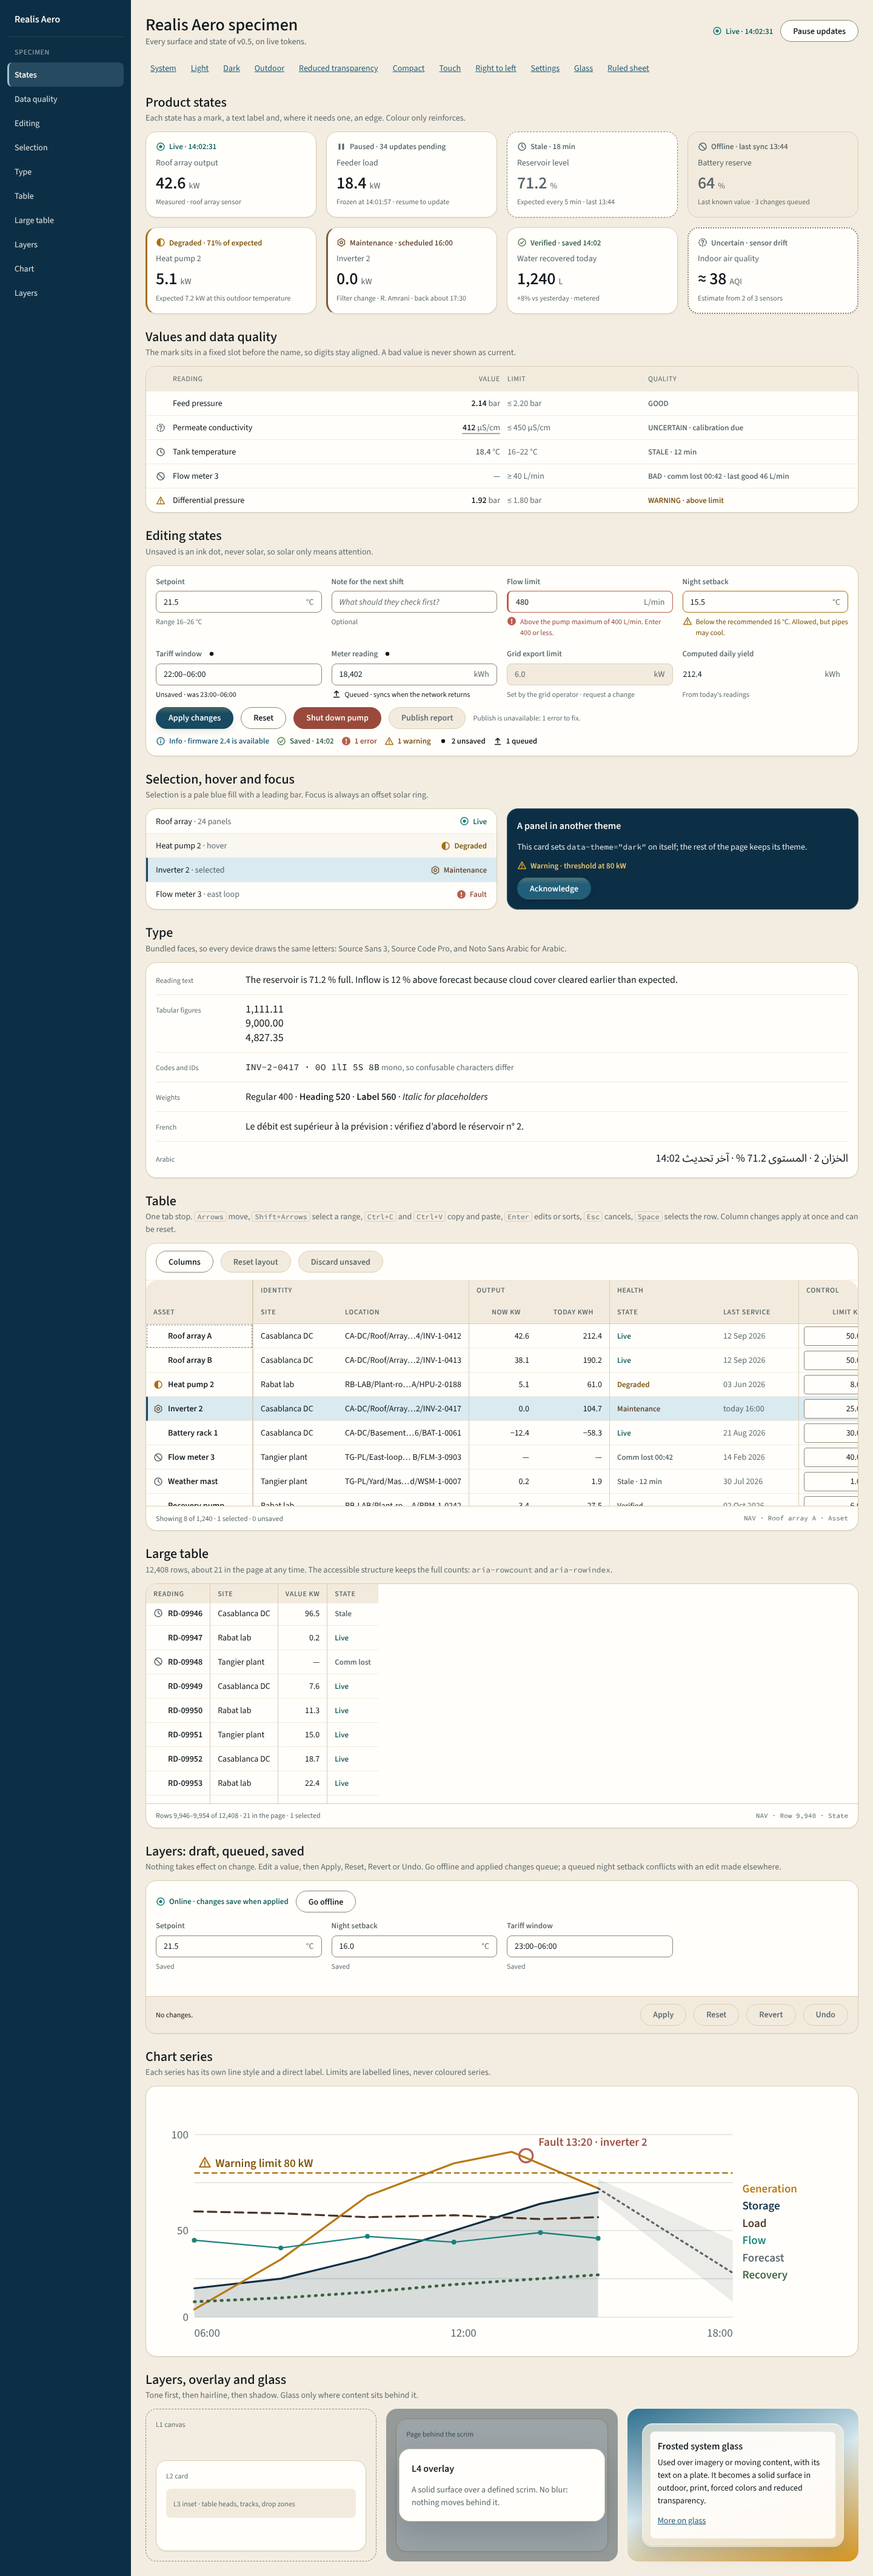 Realis Aero
SPECIMEN
States
Data quality
Editing
Selection
Type
Table
Large table
Layers
Chart
Layers
Realis Aero specimen
Every surface and state of v0.5, on live tokens.
Live · 14:02:31
Pause updates
System Light Dark Outdoor Reduced transparency Compact Touch Right to left Settings Glass Ruled sheet
Product states
Each state has a mark, a text label and, where it needs one, an edge. Colour only reinforces.
Live · 14:02:31
Roof array output
42.6 kW
Measured · roof array sensor
Paused · 34 updates pending
Feeder load
18.4 kW
Frozen at 14:01:57 · resume to update
Stale · 18 min
Reservoir level
71.2 %
Expected every 5 min · last 13:44
Offline · last sync 13:44
Battery reserve
64 %
Last known value · 3 changes queued
Degraded · 71% of expected
Heat pump 2
5.1 kW
Expected 7.2 kW at this outdoor temperature
Maintenance · scheduled 16:00
Inverter 2
0.0 kW
Filter change · R. Amrani · back about 17:30
Verified · saved 14:02
Water recovered today
1,240 L
+8% vs yesterday · metered
Uncertain · sensor drift
Indoor air quality
≈ 38 AQI
Estimate from 2 of 3 sensors
Values and data quality
The mark sits in a fixed slot before the name, so digits stay aligned. A bad value is never shown as current.
READING VALUE LIMIT QUALITY
Feed pressure 2.14 bar ≤ 2.20 bar GOOD
Permeate conductivity 412 µS/cm ≤ 450 µS/cm UNCERTAIN · calibration due
Tank temperature 18.4 °C 16–22 °C STALE · 12 min
Flow meter 3 — ≥ 40 L/min BAD · comm lost 00:42 · last good 46 L/min
Differential pressure 1.92 bar ≤ 1.80 bar WARNING · above limit
Editing states
Unsaved is an ink dot, never solar, so solar only means attention.
Setpoint
21.5 °C
Range 16–26 °C
Note for the next shift
What should they check first?
Optional
Flow limit
480 L/min
Above the pump maximum of 400 L/min. Enter
400 or less.
Night setback
15.5 °C
Below the recommended 16 °C. Allowed, but pipes
may cool.
Tariff window
22:00–06:00
Unsaved · was 23:00–06:00
Meter reading
18,402 kWh
Queued · syncs when the network returns
Grid export limit
6.0 kW
Set by the grid operator · request a change
Computed daily yield
212.4 kWh
From today's readings
Apply changes Reset Shut down pump Publish report Publish is unavailable: 1 error to fix.
Info · firmware 2.4 is available Saved · 14:02 1 error 1 warning 2 unsaved 1 queued
Selection, hover and focus
Selection is a pale blue fill with a leading bar. Focus is always an offset solar ring.
Roof array · 24 panels Live
Heat pump 2 · hover Degraded
Inverter 2 · selected Maintenance
Flow meter 3 · east loop Fault
A panel in another theme
This card sets data-theme="dark" on itself; the rest of the page keeps its theme.
Warning · threshold at 80 kW
Acknowledge
Type
Bundled faces, so every device draws the same letters: Source Sans 3, Source Code Pro, and Noto Sans Arabic for Arabic.
Reading text The reservoir is 71.2 % full. Inflow is 12 % above forecast because cloud cover cleared earlier than expected.
Tabular figures 1,111.11
9,000.00
4,827.35
Codes and IDs INV-2-0417 · 0O 1lI 5S 8B mono, so confusable characters differ
Weights Regular 400 · Heading 520 · Label 560 · Italic for placeholders
French Le débit est supérieur à la prévision : vérifiez d’abord le réservoir n° 2.
Arabic الخزان 2 · المستوى 71.2 % · آخر تحديث 14:02
Table
One tab stop. Arrows move, Shift+Arrows select a range, Ctrl+C and Ctrl+V copy and paste, Enter edits or sorts, Esc cancels, Space selects the row. Column changes apply at once and can
be reset.
Columns Reset layout Discard unsaved
IDENTITY OUTPUT HEALTH CONTROL
ASSET SITE LOCATION NOW KW TODAY KWH STATE LAST SERVICE LIMIT K
Roof array A Casablanca DC CA-DC/Roof/Array…4/INV-1-0412 42.6 212.4 Live 12 Sep 2026 50.
Roof array B Casablanca DC CA-DC/Roof/Array…2/INV-1-0413 38.1 190.2 Live 12 Sep 2026 50.
Heat pump 2 Rabat lab RB-LAB/Plant-ro…A/HPU-2-0188 5.1 61.0 Degraded 03 Jun 2026 8.
Inverter 2 Casablanca DC CA-DC/Roof/Array…2/INV-2-0417 0.0 104.7 Maintenance today 16:00 25.
Battery rack 1 Casablanca DC CA-DC/Basement…6/BAT-1-0061 −12.4 −58.3 Live 21 Aug 2026 30.
Flow meter 3 Tangier plant TG-PL/East-loop… B/FLM-3-0903 — — Comm lost 00:42 14 Feb 2026 40.
Weather mast Tangier plant TG-PL/Yard/Mas…d/WSM-1-0007 0.2 1.9 Stale · 12 min 30 Jul 2026 1.
Recovery pump Rabat lab RB-LAB/Plant-ro… A/RPM-1-0242 3.4 27.5 Verified 02 Oct 2026 6.
Showing 8 of 1,240 · 1 selected · 0 unsaved NAV · Roof array A · Asset
Large table
12,408 rows, about 21 in the page at any time. The accessible structure keeps the full counts: aria-rowcount and aria-rowindex.
READING SITE VALUE KW STATE
RD-09946 Casablanca DC 96.5 Stale
RD-09947 Rabat lab 0.2 Live
RD-09948 Tangier plant — Comm lost
RD-09949 Casablanca DC 7.6 Live
RD-09950 Rabat lab 11.3 Live
RD-09951 Tangier plant 15.0 Live
RD-09952 Casablanca DC 18.7 Live
RD-09953 Rabat lab 22.4 Live
Rows 9,946–9,954 of 12,408 · 21 in the page · 1 selected NAV · Row 9,940 · State
Layers: draft, queued, saved
Nothing takes effect on change. Edit a value, then Apply, Reset, Revert or Undo. Go offline and applied changes queue; a queued night setback conflicts with an edit made elsewhere.
Online · changes save when applied Go offline
Setpoint
21.5 °C
Saved
Night setback
16.0 °C
Saved
Tariff window
23:00–06:00
Saved
No changes. Apply Reset Revert Undo
Chart series
Each series has its own line style and a direct label. Limits are labelled lines, never coloured series.
100
50
0
Warning limit 80 kW
Fault 13:20 · inverter 2
Generation
Storage
Load
Flow
Forecast
Recovery
06:00 12:00 18:00
Layers, overlay and glass
Tone first, then hairline, then shadow. Glass only where content sits behind it.
L1 canvas
L2 card
L3 inset · table heads, tracks, drop zones
Page behind the scrim
L4 overlay
A solid surface over a defined scrim. No blur:
nothing moves behind it.
Frosted system glass
Used over imagery or moving content, with its
text on a plate. It becomes a solid surface in
outdoor, print, forced colors and reduced
transparency.
More on glass